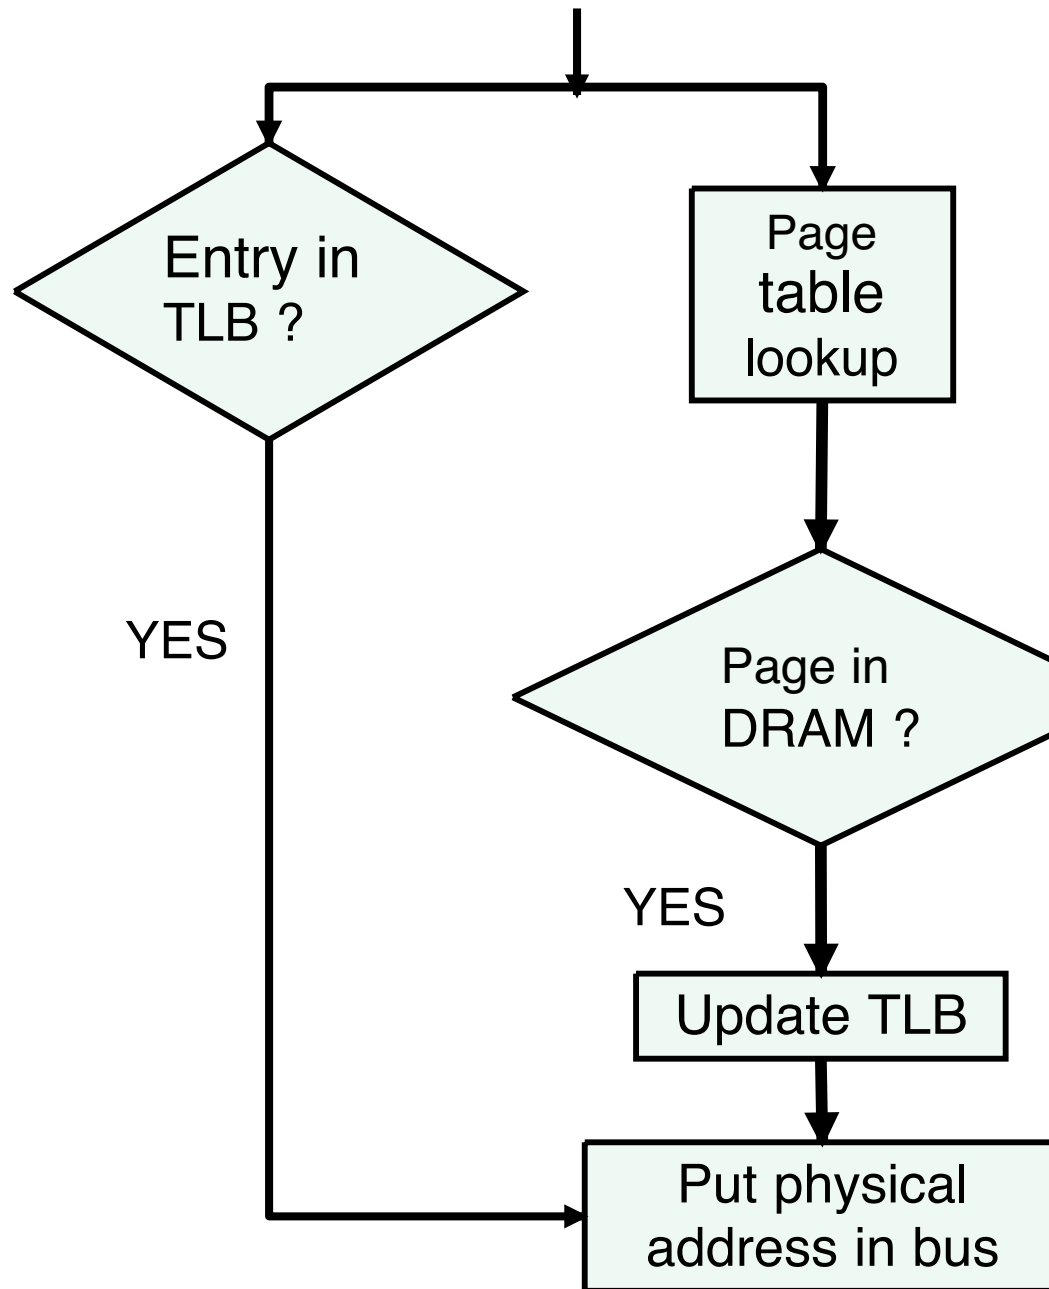 Entry in
TLB ?
Page
table
lookup
YES
Page in
DRAM ?
YES
Update TLB
Put physical
address in bus